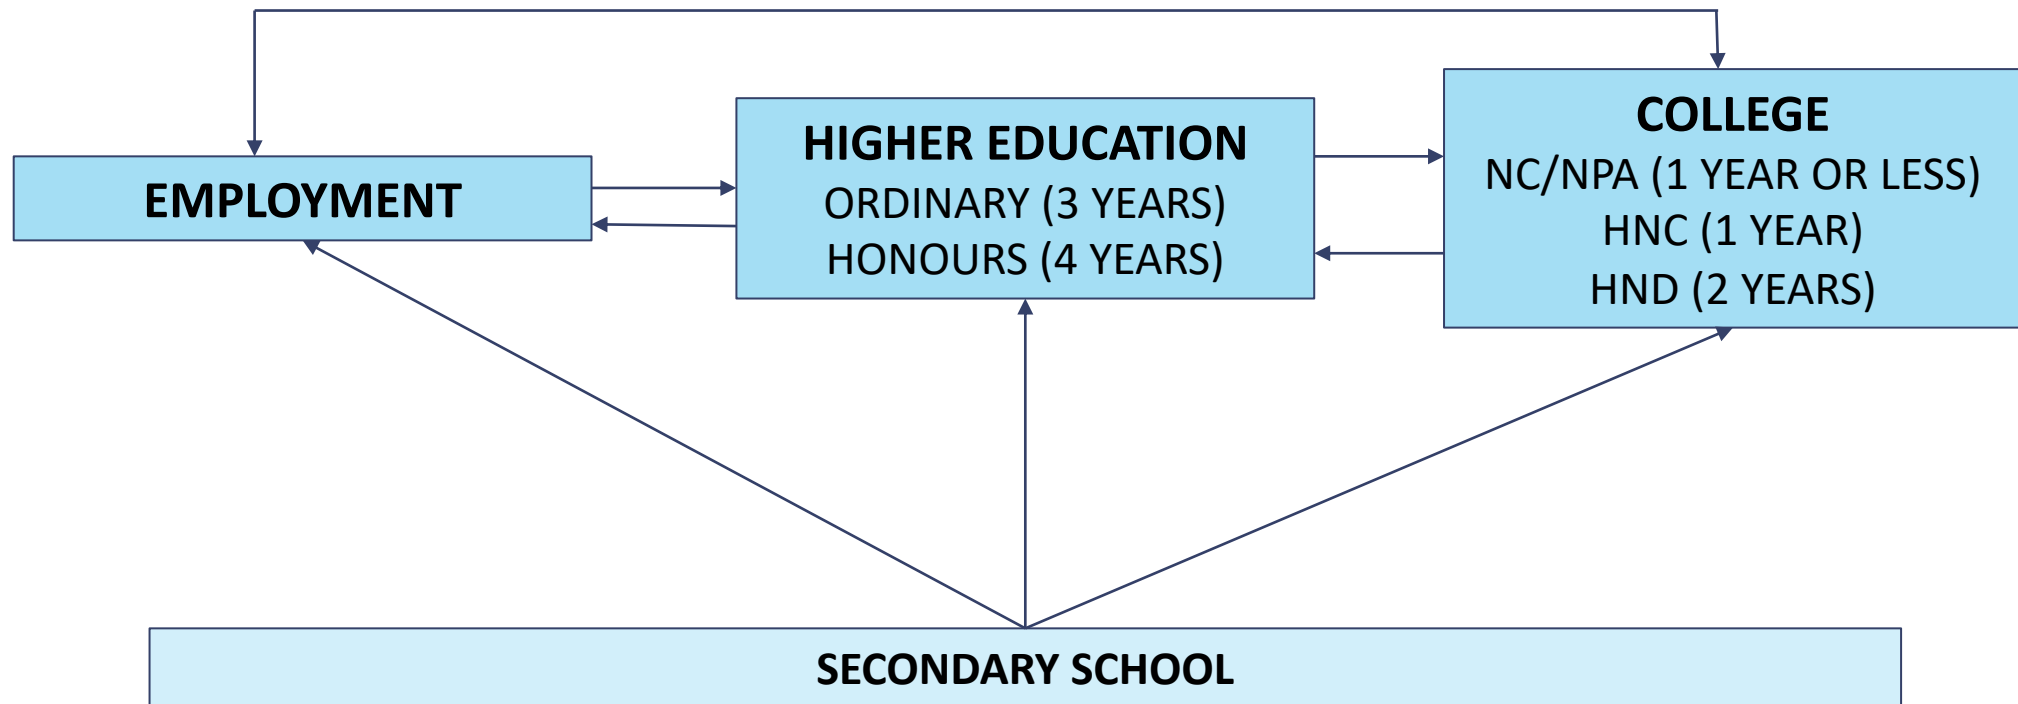 EMPLOYMENT
HIGHER EDUCATION
ORDINARY (3 YEARS)
HONOURS (4 YEARS)
COLLEGE
NC/NPA (1 YEAR OR LESS)
HNC (1 YEAR)
HND (2 YEARS)
SECONDARY SCHOOL